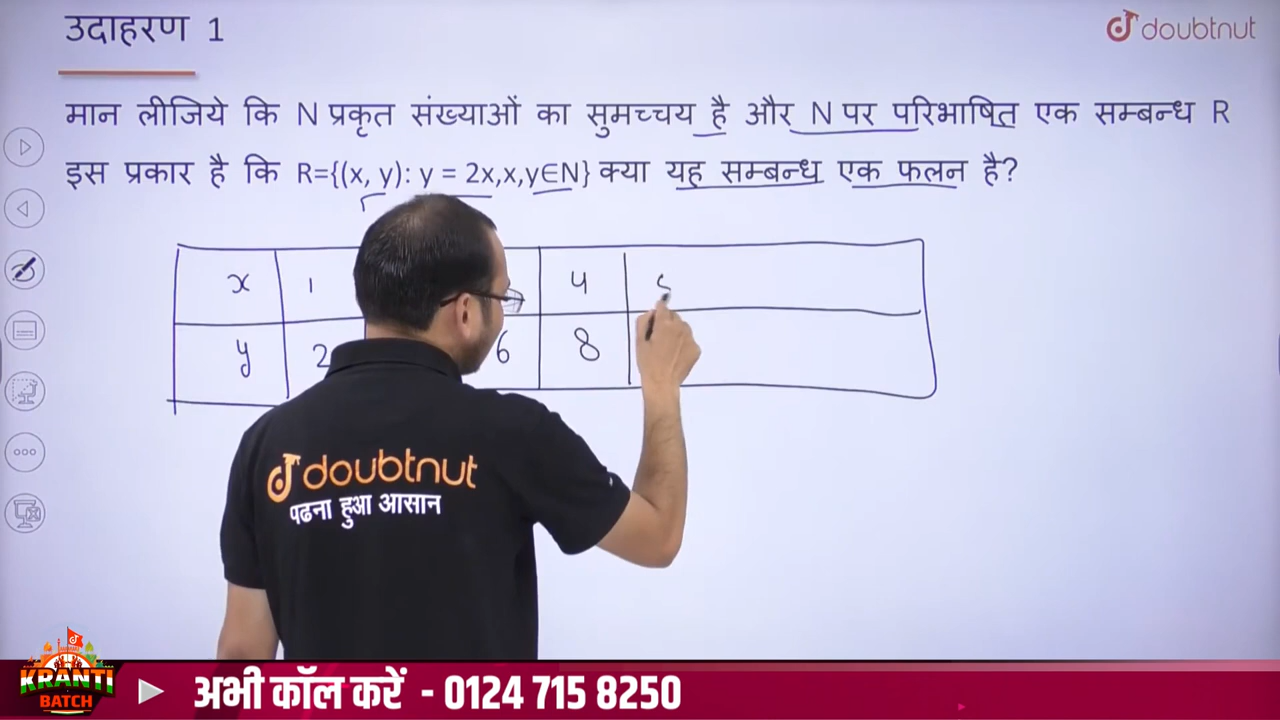 उदाहरण 1
doubtnut
मान लीजिये कि N प्रकृत संख्याओं का सुमच्चय है और N पर परिभाषित एक सम्बन्ध R
इस प्रकार है कि R={(x, y): y = 2x,x,y∈N} क्या यह सम्बन्ध एक फलन है?
x 1 4 5
y 2 6 8
doubtnut
पढना हुआ आसान
KRANTI
BATCH
अभी कॉल करें - 0124 715 8250